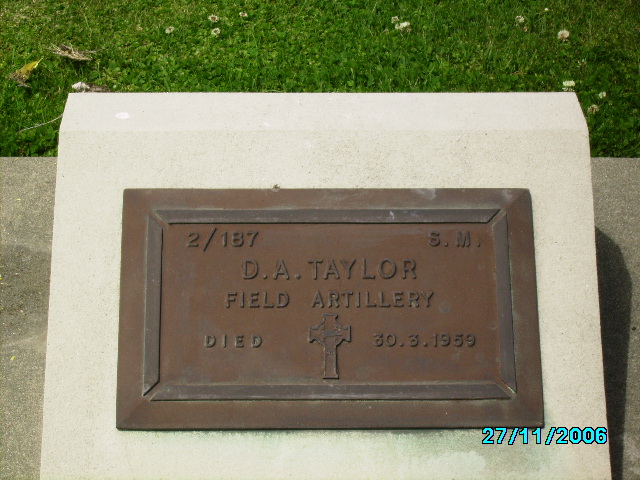 2/187 S. M.
D. A. TAYLOR
FIELD ARTILLERY
DIED 30.3.1959
27/11/2006